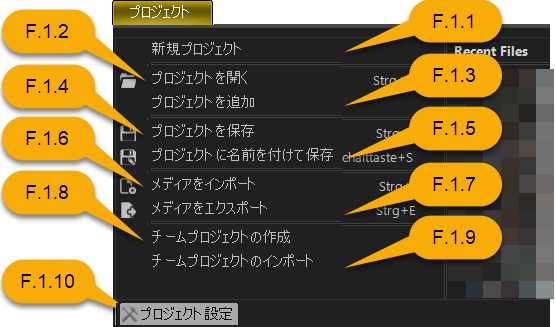 プロジェクト
F.1.1
F.1.2
新規プロジェクト
Recent Files
プロジェクトを開く
Strg+
F.1.3
F.1.4
プロジェクトを追加
プロジェクトを保存
Strg+
F.1.5
F.1.6
プロジェクトに名前を付けて保存
chalttaste+S
メディアをインポート
Strg+
F.1.7
F.1.8
メディアをエクスポート
Strg+E
チームプロジェクトの作成
F.1.9
チームプロジェクトのインポート
F.1.10
プロジェクト設定